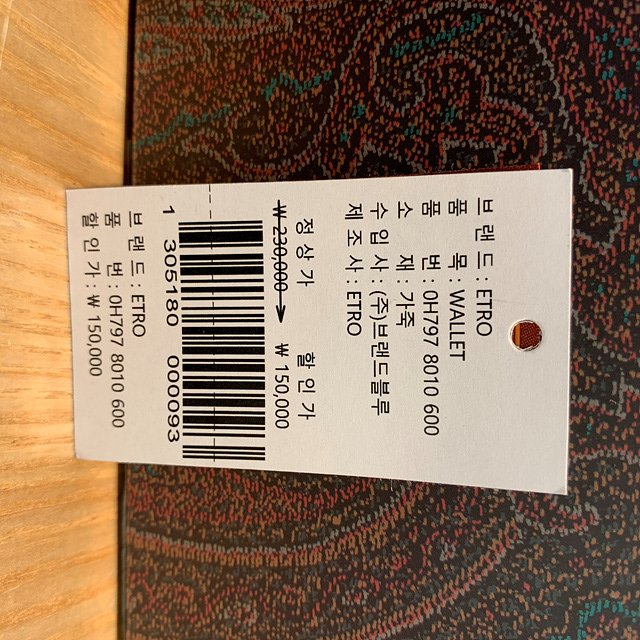 브 랜 드 : ETRO
품 목 : WALLET
품 번 : 0H797 8010 600
소 재 : 가죽
수 입 사 : (주)브랜드블루
제 조 사 : ETRO
정 상 가 할 인 가
₩ 230,000 → ₩ 150,000
1 305180 000093
브 랜 드 : ETRO
품 번 : 0H797 8010 600
할 인 가 : ₩ 150,000